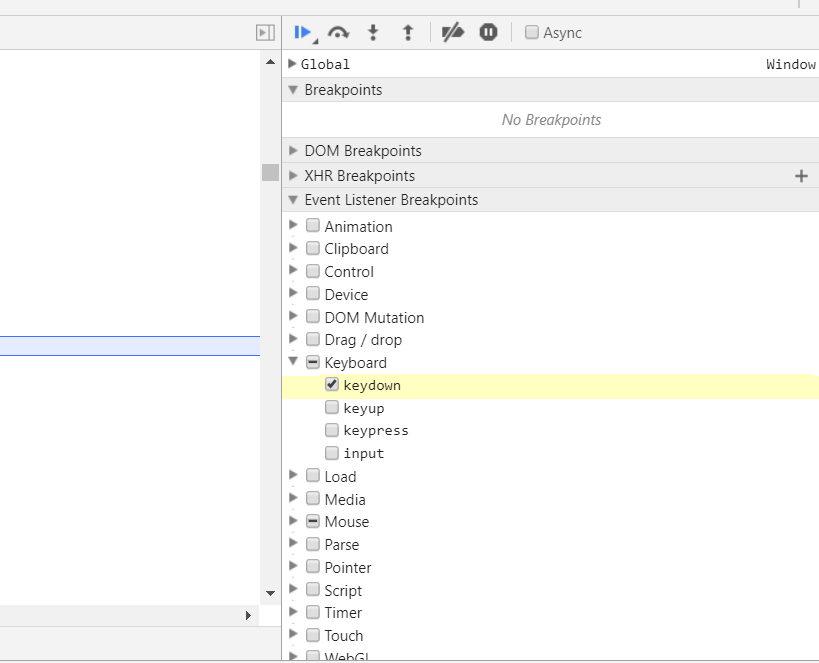 Async
Global Window
Breakpoints
No Breakpoints
DOM Breakpoints
XHR Breakpoints
Event Listener Breakpoints
Animation
Clipboard
Control
Device
DOM Mutation
Drag / drop
Keyboard
keydown
keyup
keypress
input
Load
Media
Mouse
Parse
Pointer
Script
Timer
Touch
WebGL